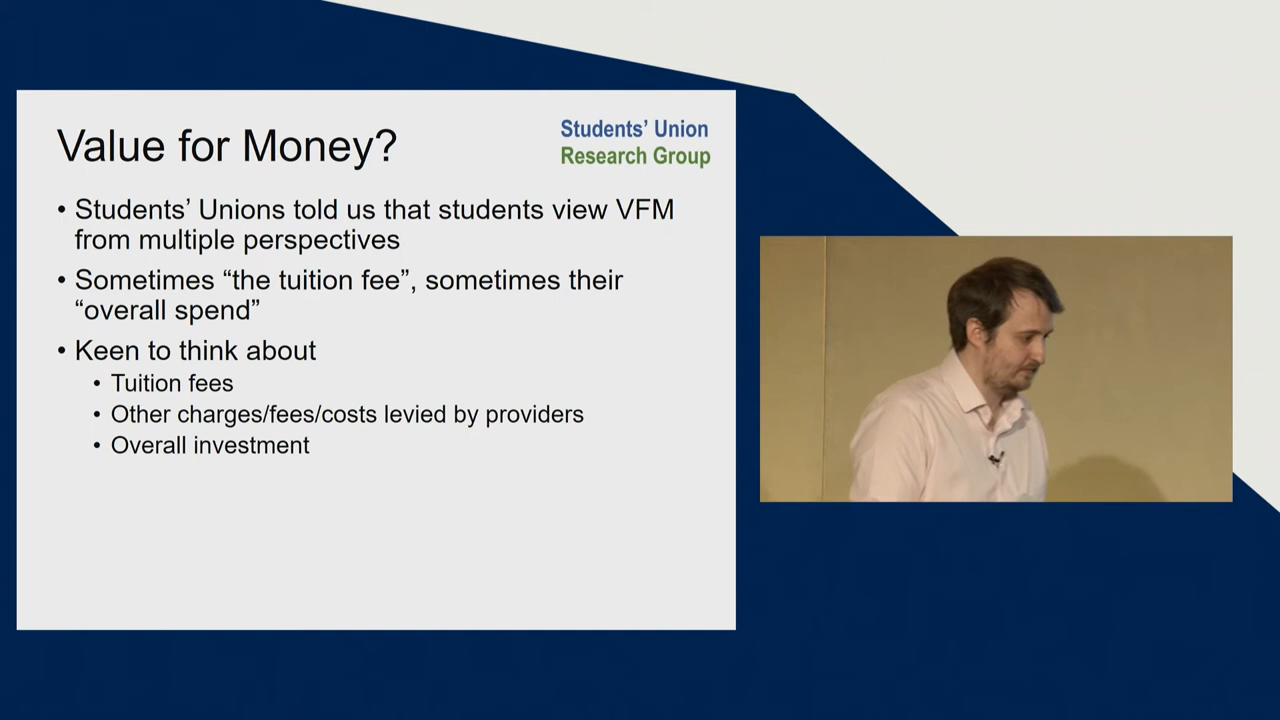 Value for Money?
Students' Union
Research Group
• Students’ Unions told us that students view VFM
from multiple perspectives
• Sometimes “the tuition fee”, sometimes their
“overall spend”
• Keen to think about
• Tuition fees
• Other charges/fees/costs levied by providers
• Overall investment